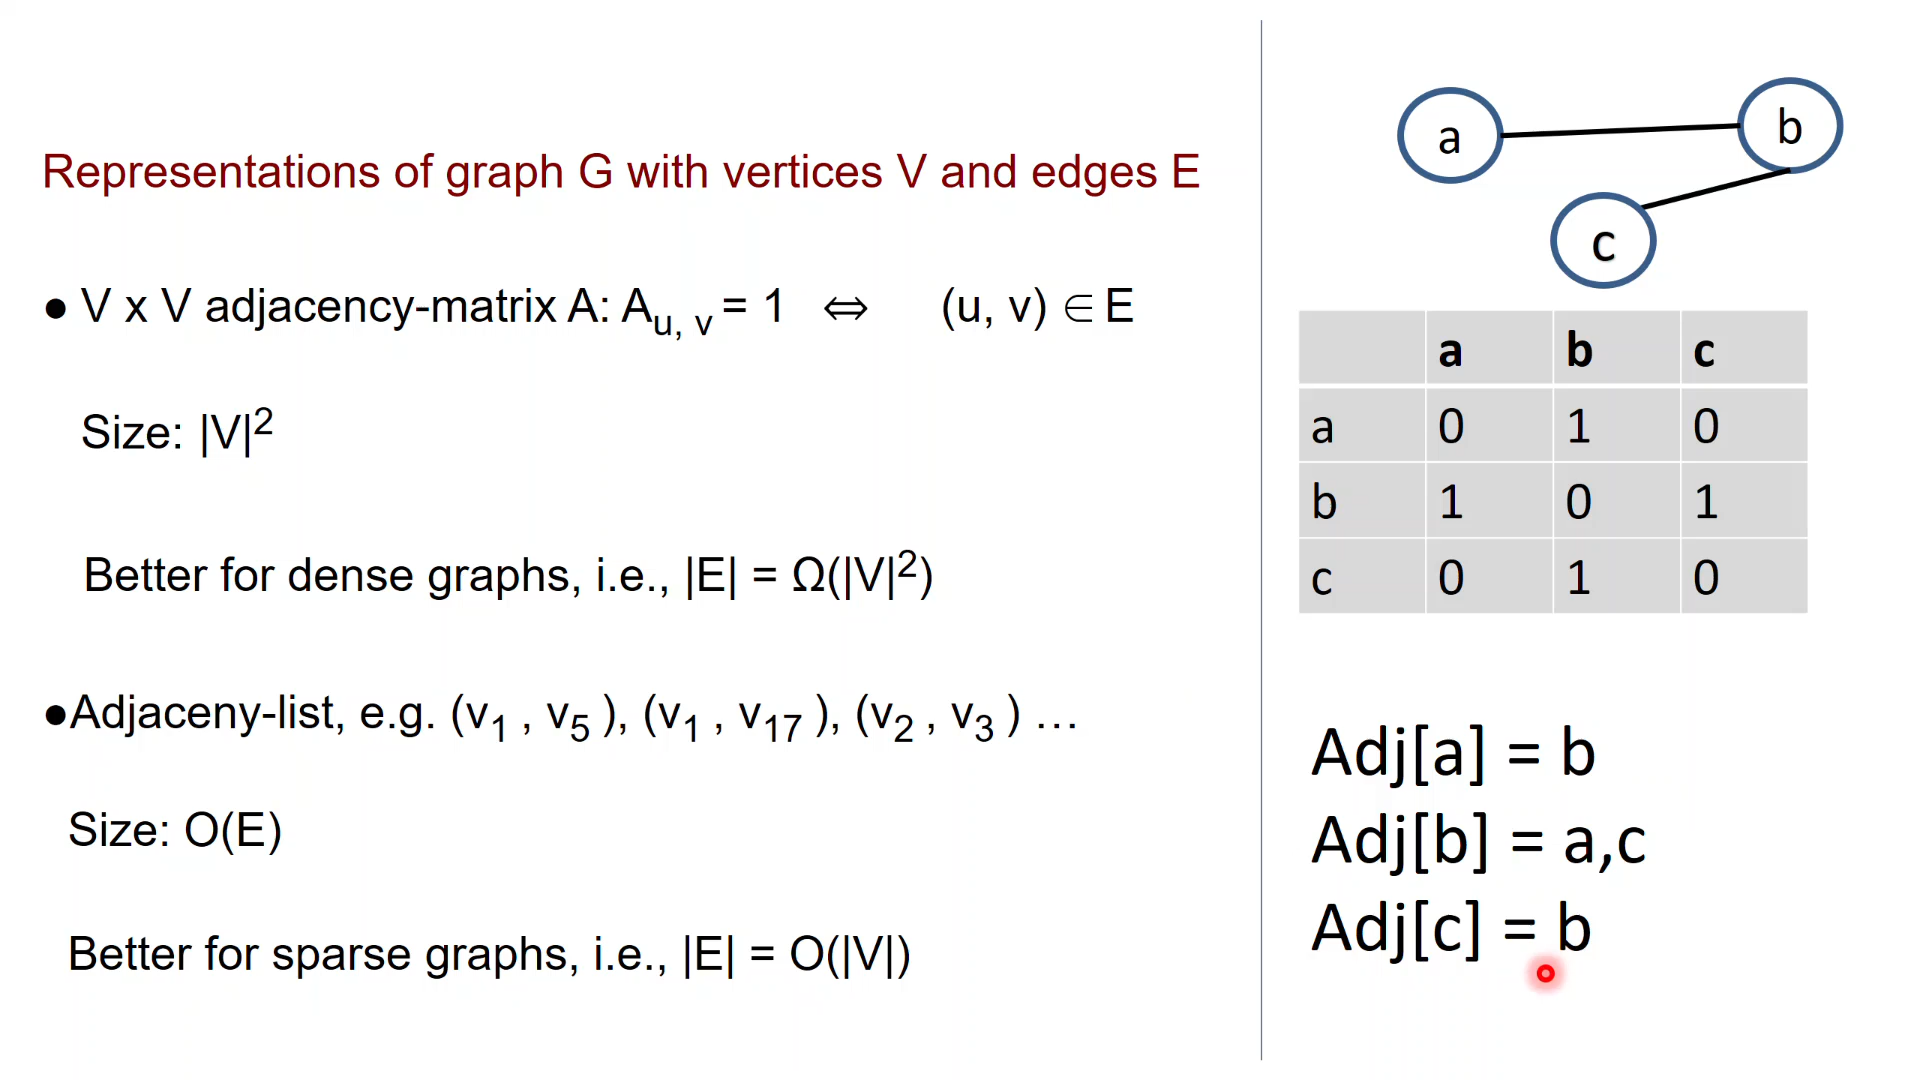 Representations of graph G with vertices V and edges E
● V x V adjacency-matrix A: A_{u, v} = 1 ⇔ (u, v) ∈ E
Size: |V|²
Better for dense graphs, i.e., |E| = Ω(|V|²)
●Adjaceny-list, e.g. (v₁ , v₅ ), (v₁ , v₁₇ ), (v₂ , v₃ ) …
Size: O(E)
Better for sparse graphs, i.e., |E| = O(|V|)
a
b
c
a b c
a 0 1 0
b 1 0 1
c 0 1 0
Adj[a] = b
Adj[b] = a,c
Adj[c] = b